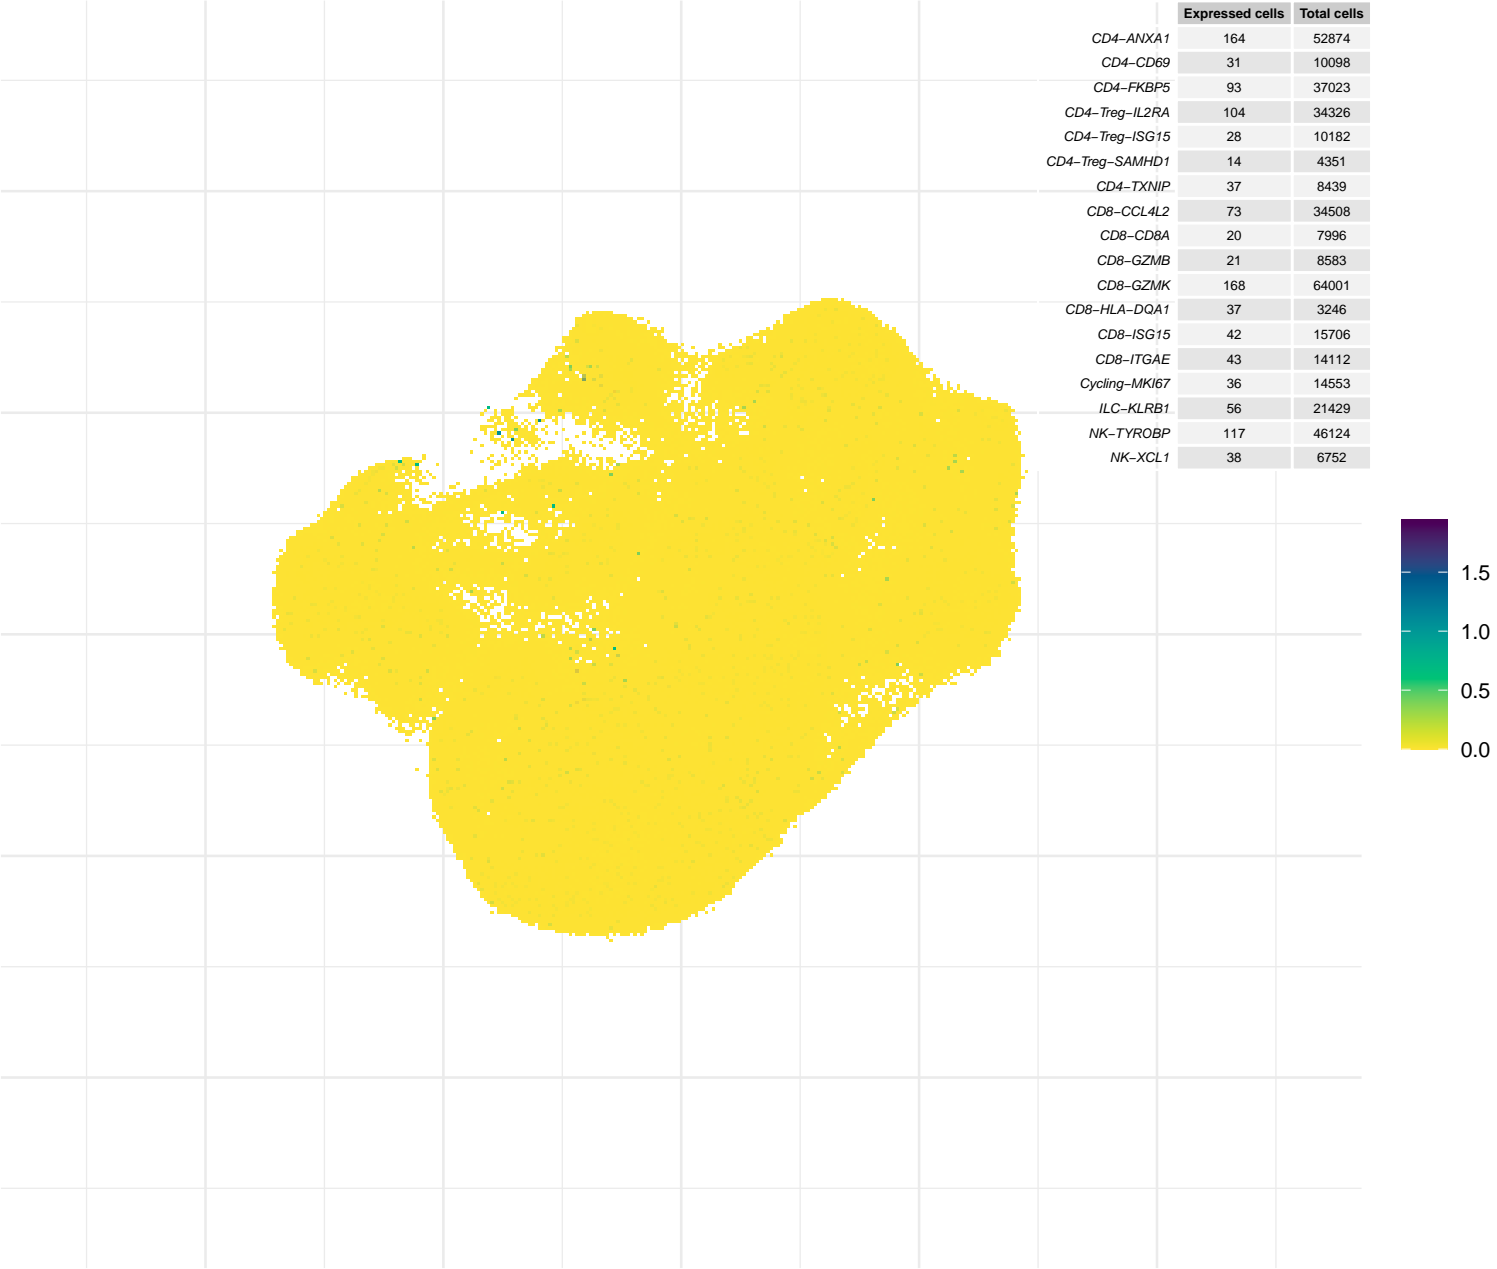 Expressed cells Total cells
CD4−ANXA1 164 52874
CD4−CD69 31 10098
CD4−FKBP5 93 37023
CD4−Treg−IL2RA 104 34326
CD4−Treg−ISG15 28 10182
CD4−Treg−SAMHD1 14 4351
CD4−TXNIP 37 8439
CD8−CCL4L2 73 34508
CD8−CD8A 20 7996
CD8−GZMB 21 8583
CD8−GZMK 168 64001
CD8−HLA−DQA1 37 3246
CD8−ISG15 42 15706
CD8−ITGAE 43 14112
Cycling−MKI67 36 14553
ILC−KLRB1 56 21429
NK−TYROBP 117 46124
NK−XCL1 38 6752
1.5
1.0
0.5
0.0